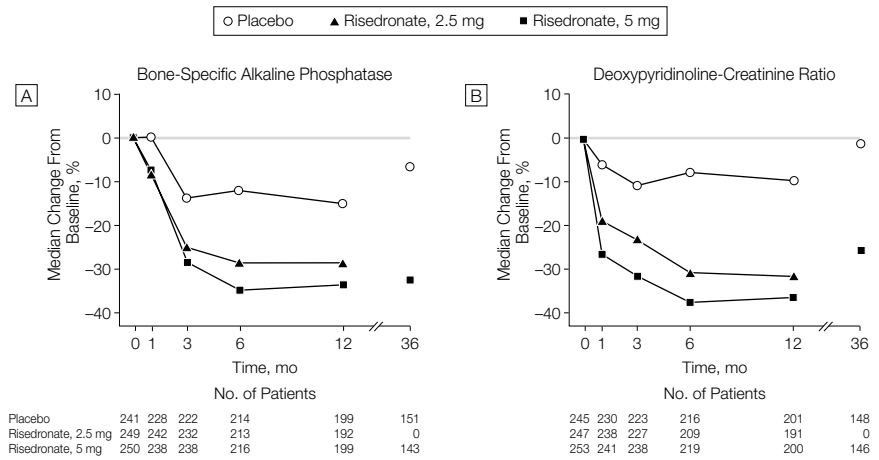 Placebo Risedronate, 2.5 mg Risedronate, 5 mg
A
Bone-Specific Alkaline Phosphatase
Median Change From
Baseline, %
10
0
–10
–20
–30
–40
0 1 3 6 12 36
Time, mo
No. of Patients
Placebo 241 228 222 214 199 151
Risedronate, 2.5 mg 249 242 232 213 192 0
Risedronate, 5 mg 250 238 238 216 199 143
B
Deoxypyridinoline-Creatinine Ratio
Median Change From
Baseline, %
10
0
–10
–20
–30
–40
0 1 3 6 12 36
Time, mo
No. of Patients
245 230 223 216 201 148
247 238 227 209 191 0
253 241 238 219 200 146